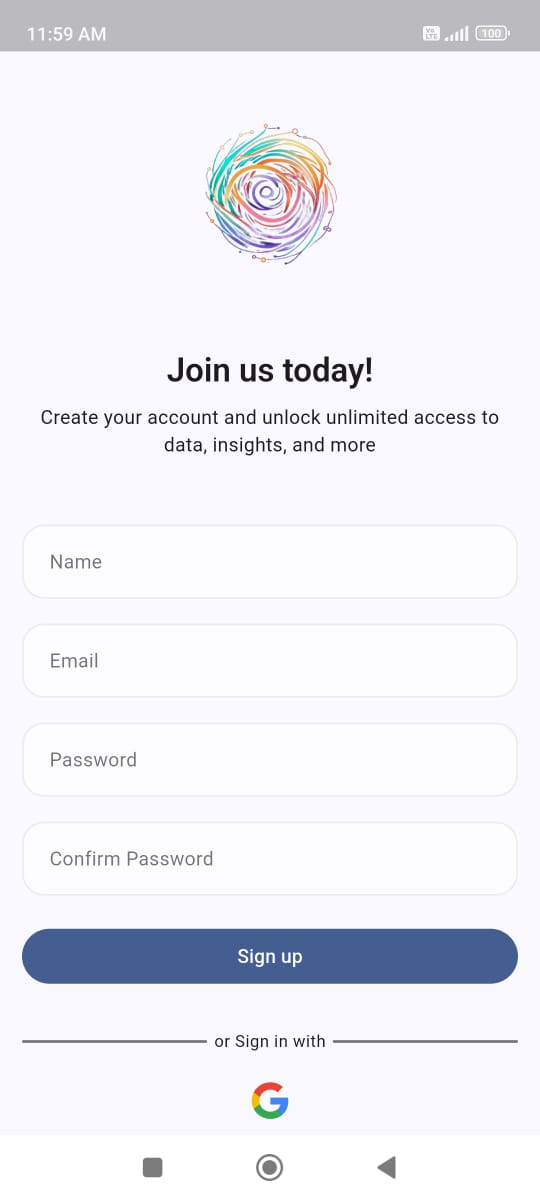 11:59 AM
Vo
LTE
100
Join us today!
Create your account and unlock unlimited access to
data, insights, and more
Name
Email
Password
Confirm Password
Sign up
or Sign in with